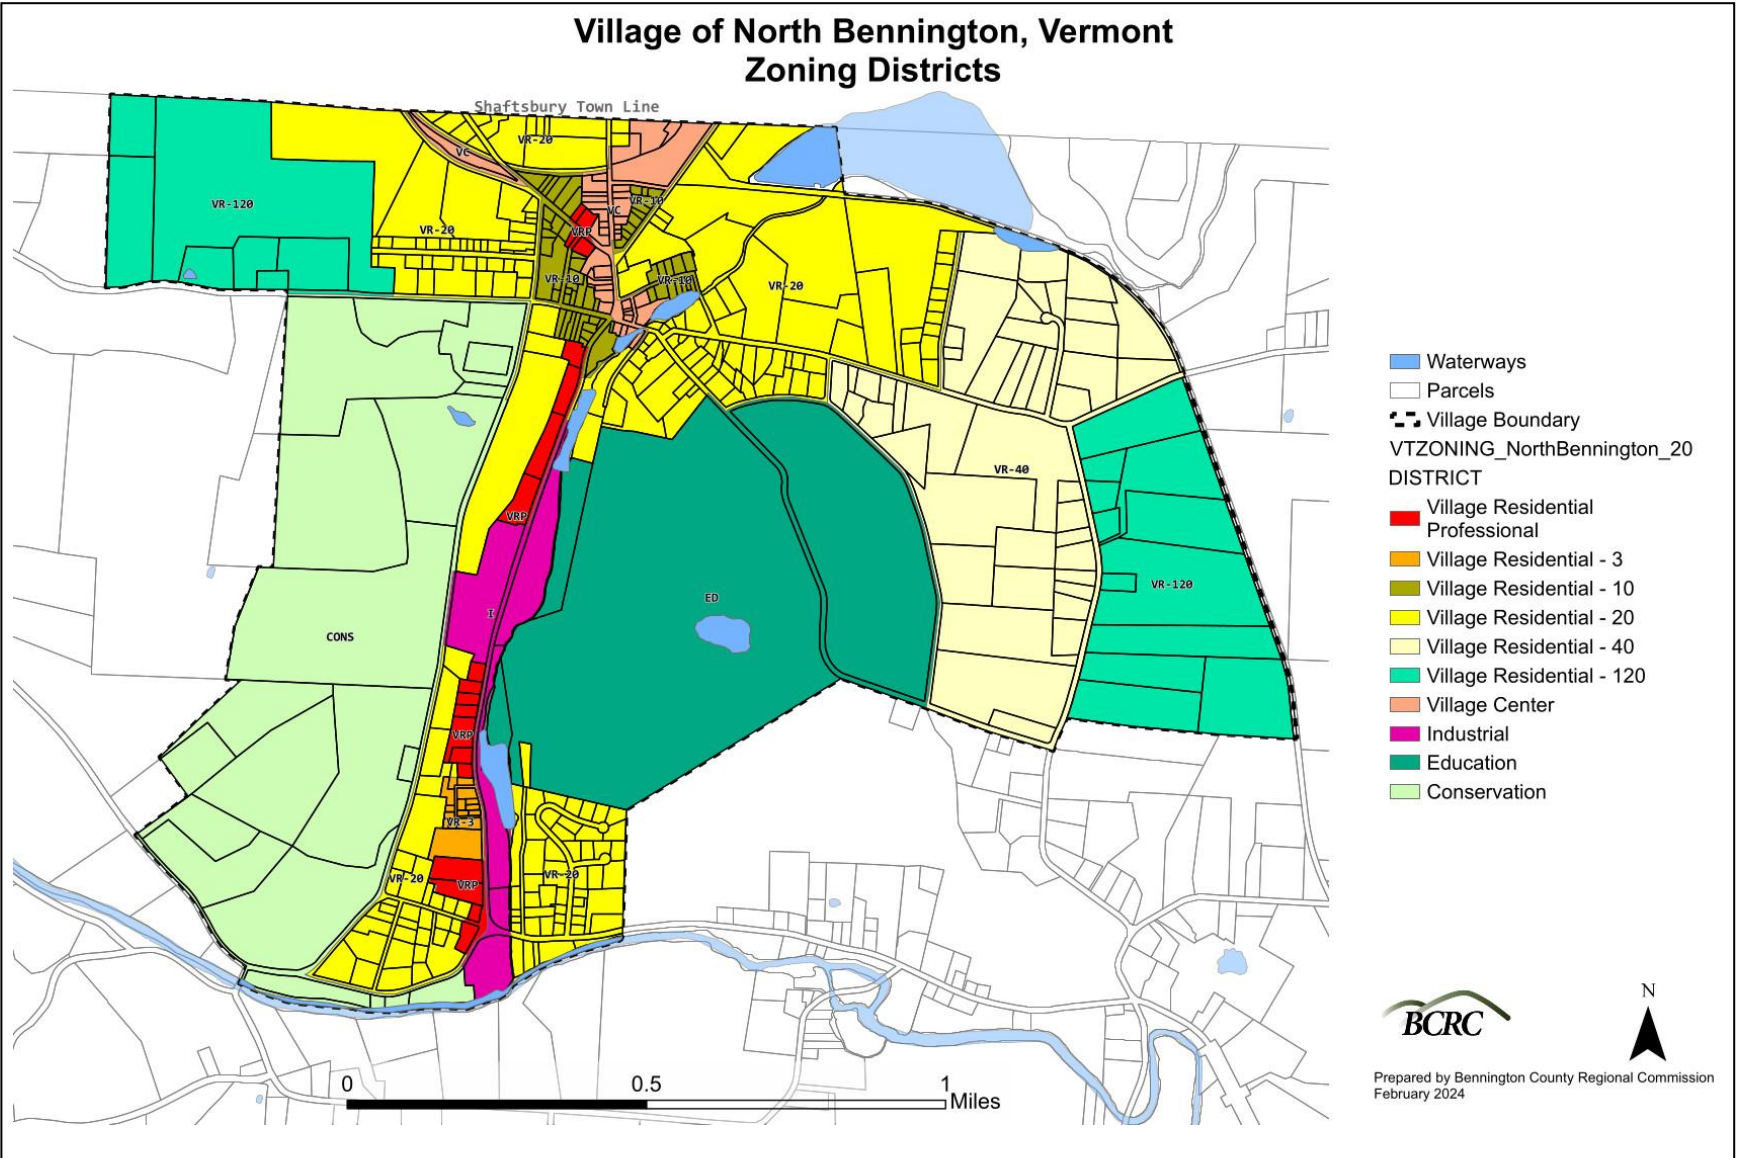 Village of North Bennington, Vermont
Zoning Districts
Shaftsbury Town Line
VR-20
VC
VR-120
VR-10
VC
VRP
VR-20
VR-10
VR-10
VR-20
VR-40
VRP
VR-120
ED
I
CONS
VRP
VR-3
VR-20
VRP
VR-20
Waterways
Parcels
Village Boundary
VTZONING_NorthBennington_20
DISTRICT
Village Residential
Professional
Village Residential - 3
Village Residential - 10
Village Residential - 20
Village Residential - 40
Village Residential - 120
Village Center
Industrial
Education
Conservation
BCRC
N
Prepared by Bennington County Regional Commission
February 2024
0 0.5 1
Miles